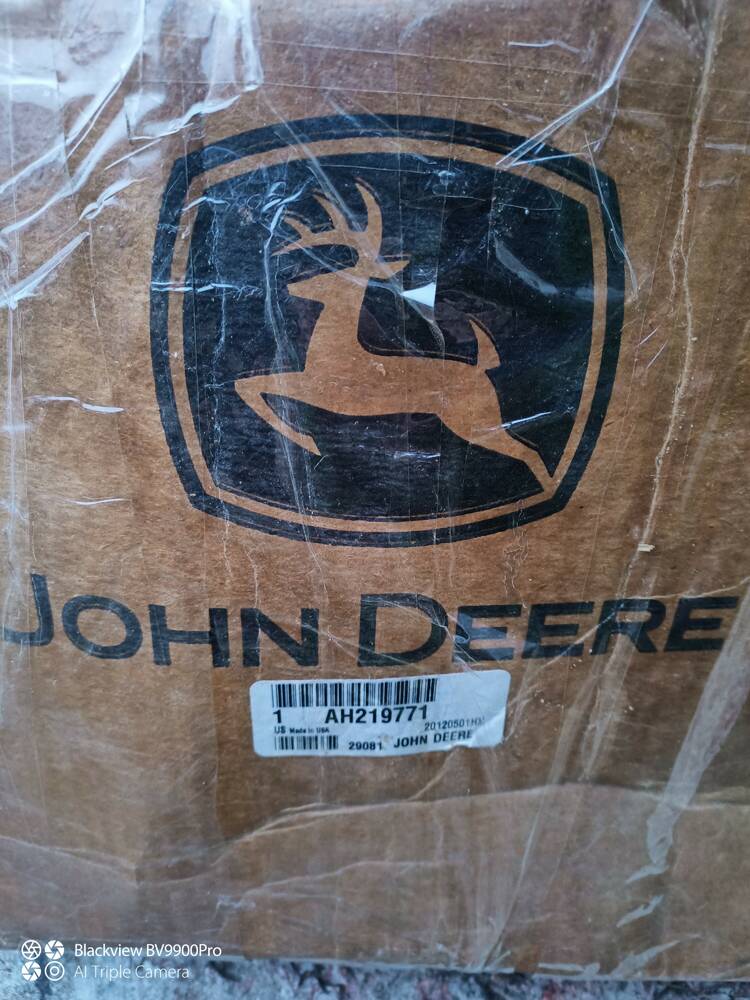 JOHN DEERE
1 AH219771
US Made in USA
29081 JOHN DEERE
Blackview BV9900Pro
AI Triple Camera